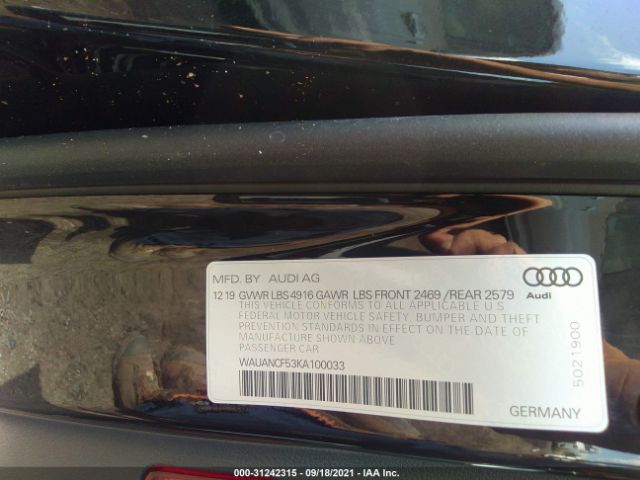 MFD. BY AUDI AG
12 19 GVWR LBS 4916 GAWR LBS FRONT 2469 /REAR 2579
THIS VEHICLE CONFORMS TO ALL APPLICABLE U S
FEDERAL MOTOR VEHICLE SAFETY, BUMPER AND THEFT
PREVENTION STANDARDS IN EFFECT ON THE DATE OF
MANUFACTURE SHOWN ABOVE
PASSENGER CAR
WAUANCF53KA100033
Audi
5021900
GERMANY
000-31242315 - 09/18/2021 - IAA Inc.